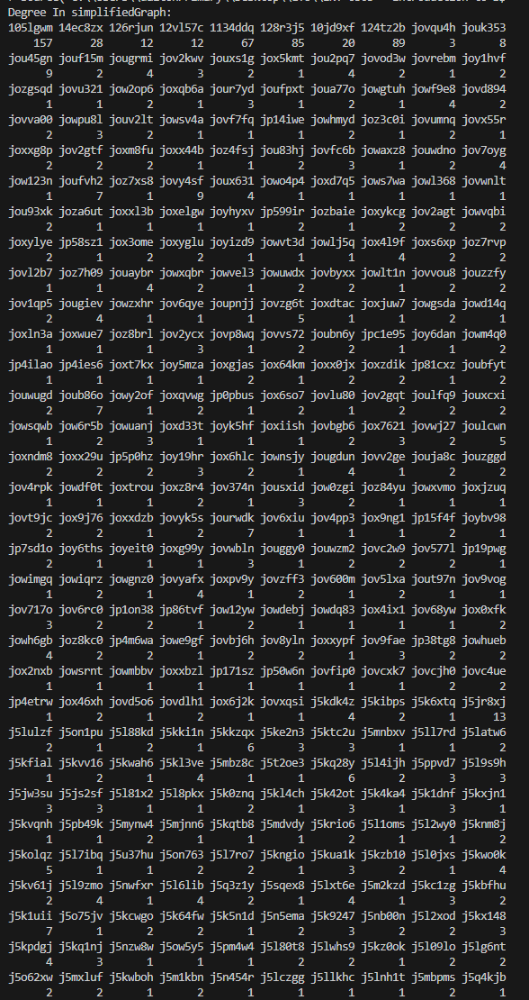 Degree In simplifiedGraph:
105lgwm 14ec8zx 126rjun 12vl57c 1134ddq 128r3j5 10jd9xf 124tz2b jovqu4h jouk353
157 28 12 12 67 85 20 89 3 8
jou45gn jouf15m jougrmi jov2kwv jouxs1g jox5kmt jou2pq7 jovod3w jovrebm joy1hvf
9 2 4 3 2 1 4 2 1 2
jozgsqd jovu321 jow2op6 joxqb6a jour7yd joufpxt joua77o jowgtuh jowf9e8 jovd894
1 1 2 1 3 1 2 1 4 2
jovva00 jowpu8l jouv2lt jowsv4a jovf7fq jp14iwe jowhmyd joz3c0i jovumnq jovx55r
2 3 2 1 1 1 2 1 2 1
joxxg8p jov2gtf joxm8fu joxx44b joz4fsj jou83hj jovfc6b jowaxz8 jouwdno jov7oyg
2 2 2 1 1 2 3 1 2 4
jow123n joufvh2 joz7xs8 jovy4sf joux631 jowo4p4 joxd7q5 jows7wa jowl368 jovwnlt
1 7 1 9 4 1 1 1 1 1
jou93xk joza6ut joxxl3b joxelgw joyhyxv jp599ir jozbaie joxykcg jov2agt jowvqbi
2 1 1 1 1 2 1 2 2 2
joxylye jp58sz1 jox3ome joxyglu joyizd9 jowvt3d jowlj5q jox4l9f joxs6xp joz7rvp
2 1 2 2 1 1 1 4 2 2
jovl2b7 joz7h09 jouaybr jowxqbr jowvel3 jowuwdx jovbyxx jowlt1n jovvou8 jouzzfy
1 1 4 2 1 2 2 1 2 2
jov1qp5 jougiev jowzxhr jov6qye joupnjj jovzg6t joxdtac joxjuw7 jowgsda jowd14q
2 4 1 1 1 5 1 1 2 1
joxln3a joxwue7 joz8brl jov2ycx jovp8wq jovvs72 joubn6y jpc1e95 joy6dan jowm4q0
1 1 1 3 1 2 2 1 1 2
jp4ilao jp4ies6 joxt7kx joy5mza joxgjas jox64km joxx0jx joxzdik jp81cxz joubfyt
1 1 1 1 2 1 1 1 1 2
jouwugd joub86o jowy2of joxqvwg jp0pbus jox6so7 jovlu80 jov2gqt joulfq9 jouxcxi
2 7 1 2 1 1 1 2 1 2
jowsqwb jow6r5b jowuanj joxd33t joyk5hf joxiish jovbgb6 jox7621 jovwj27 joulcwn
1 2 3 1 1 1 2 3 2 5
joxndm8 joxx29u jp5p0hz joy19hr jox6hlc jownsjy jougdun jovv2ge jouja8c jouzggd
2 2 2 3 2 1 4 1 2 2
jov4rpk jowdf0t joxtrou joxz8r4 jov374n jousxid jow0zgi joz84yu jowxvmo joxjzuq
1 1 1 2 1 3 2 1 1 1
jovt9jc jox9j76 joxxdzb jovyk5s jourwdk jov6xiu jov4pp3 jox9ng1 jp15f4f joybv98
1 2 2 2 7 1 1 1 1 1
jp7sd1o joy6ths joyeit0 joxg99y jovwbln jouggy0 jouwzm2 jovc2w9 jov577l jp19pwg
2 1 1 1 3 1 2 2 2 1
jowimgq jowiqrz jowgnz0 jovyafx joxpv9y jovzff3 jov600m jov5lxa jout97n jov9vog
1 2 1 4 1 2 1 2 1 1
jov717o jov6rc0 jp1on38 jp86tvf jow12yw jowdebj jowdq83 jox4ix1 jov68yw jox0xfk
3 2 2 1 2 1 1 1 1 2
jowh6gb joz8kc0 jp4m6wa jowe9gf jovbj6h jov8yln joxxypf jov9fae jp38tg8 jowhueb
4 2 2 1 2 2 1 3 2 2
jox2nxb jowsrnt jowmbbv joxxbzl jp171sz jp50w6n jovfip0 jovcxk7 jovcjh0 jovc4ue
1 1 1 1 1 1 1 1 1 2
jp4etrw jox46xh jovd5o6 jovdlh1 jox6j2k jovxqsi j5kdk4z j5kibps j5k6xtq j5jr8xj
1 2 1 2 1 1 4 2 1 13
j5lulzf j5on1pu j5l88kd j5kki1n j5kkzqx j5ke2n3 j5ktc2u j5mnbxv j5ll7rd j5latw6
2 1 2 1 6 3 3 1 1 2
j5kfial j5kvv16 j5kwah6 j5kl3ve j5mbz8c j5t2oe3 j5kq28y j5l4ijh j5ppvd7 j5l9s9h
1 2 1 4 1 1 6 2 3 3
j5jw3su j5js2sf j5l81x2 j5l8pkx j5k0znq j5kl4ch j5k42ot j5k4ka4 j5k1dnf j5kxjn1
3 3 1 1 2 1 3 1 3 1
j5kvqnh j5pb49k j5mynw4 j5mjnn6 j5kqtb8 j5mdvdy j5krio6 j5l1oms j5l2wy0 j5knm8j
1 1 1 2 1 1 2 1 1 2
j5kolqz j5l7ibq j5u37hu j5on763 j5l7ro7 j5kngio j5kua1k j5kzb10 j5l0jxs j5kwo0k
5 1 1 2 2 1 3 2 1 4
j5kv61j j5l9zmo j5nwfxr j5l6lib j5q3z1y j5sqex8 j5lxt6e j5m2kzd j5kc1zg j5kbfhu
2 4 1 4 2 1 4 1 3 2
j5k1uii j5o75jv j5kcwgo j5k64fw j5k5n1d j5n5ema j5k9247 j5nb00n j5l2xod j5kx148
7 1 2 2 1 2 3 2 2 3
j5kpdgj j5kq1nj j5nzw8w j5ow5y5 j5pm4w4 j5l80t8 j5lwhs9 j5kz0ok j5l09lo j5lg6nt
4 3 1 1 1 2 2 1 2 2
j5o62xw j5mxluf j5kwboh j5m1kbn j5n454r j5lczgg j5llkhc j5lnh1t j5mbpms j5q4kjb
2 2 1 2 1 1 1 1 2 1